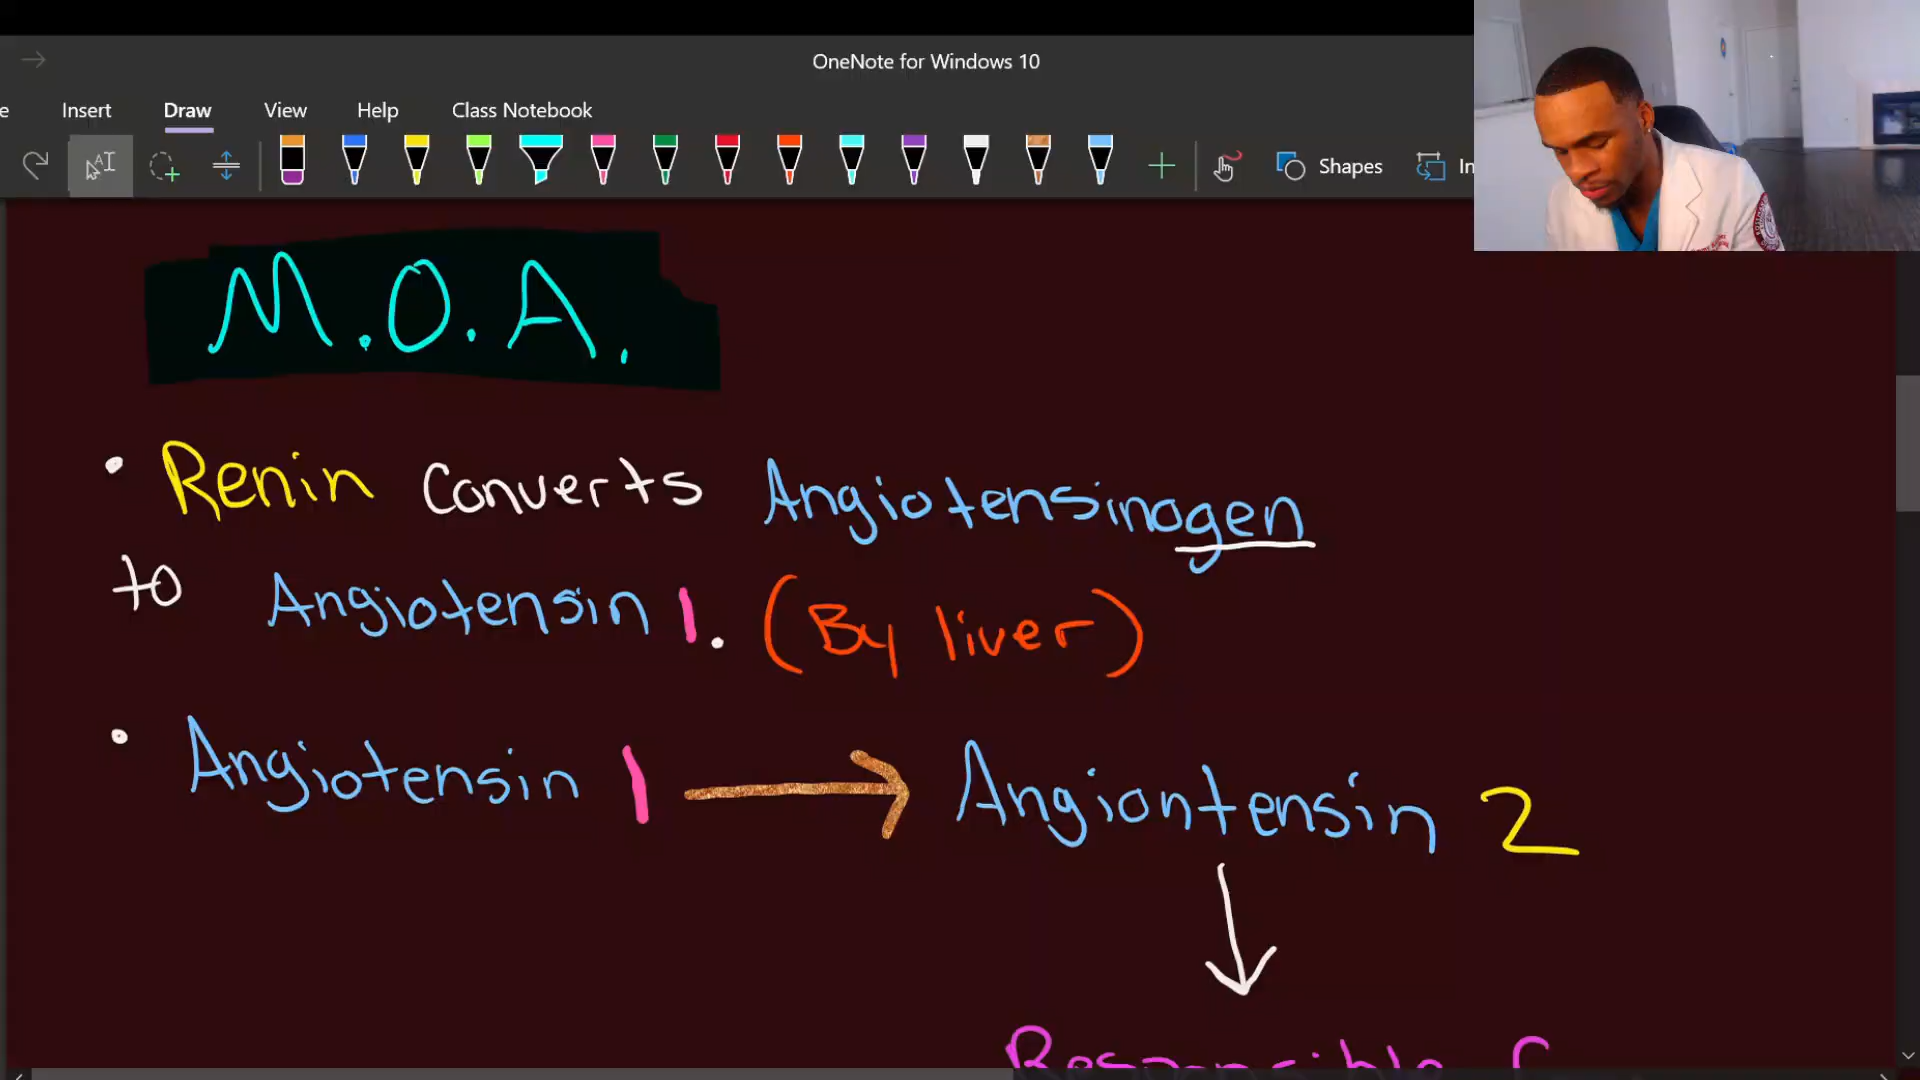 OneNote for Windows 10
Insert Draw View Help Class Notebook
Shapes
M.O.A.
• Renin Converts Angiotensinogen
to Angiotensin 1. (By liver)
• Angiotensin 1 → Angiontensin 2
↓
Responsible